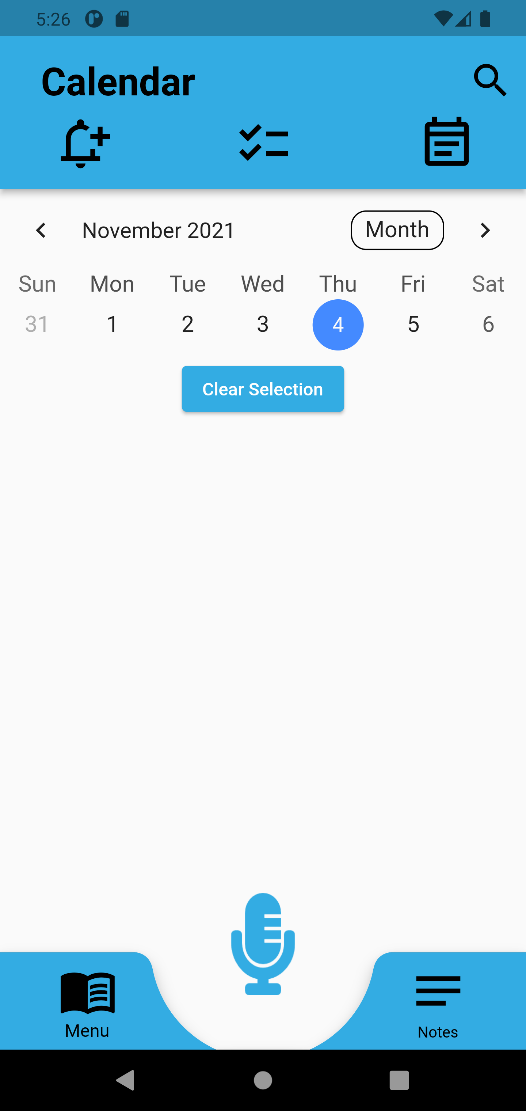 5:26
Calendar
November 2021 Month
Sun Mon Tue Wed Thu Fri Sat
31 1 2 3 4 5 6
Clear Selection
Menu Notes